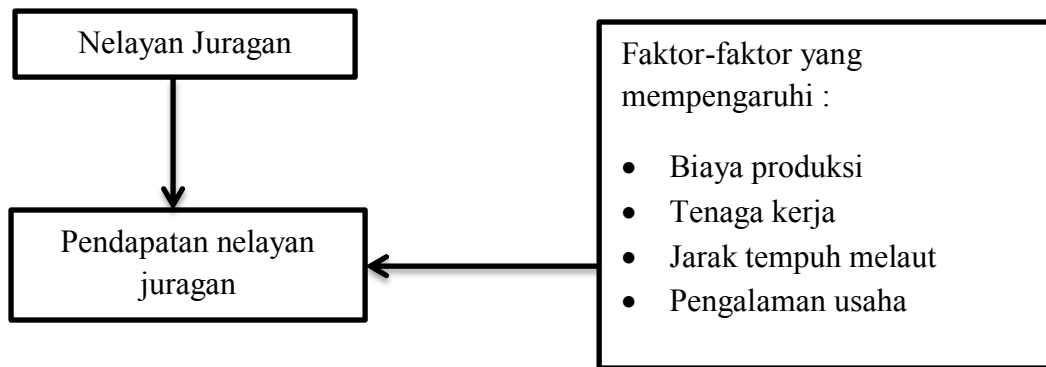 Nelayan Juragan
Faktor-faktor yang
mempengaruhi :
• Biaya produksi
• Tenaga kerja
• Jarak tempuh melaut
• Pengalaman usaha
Pendapatan nelayan
juragan